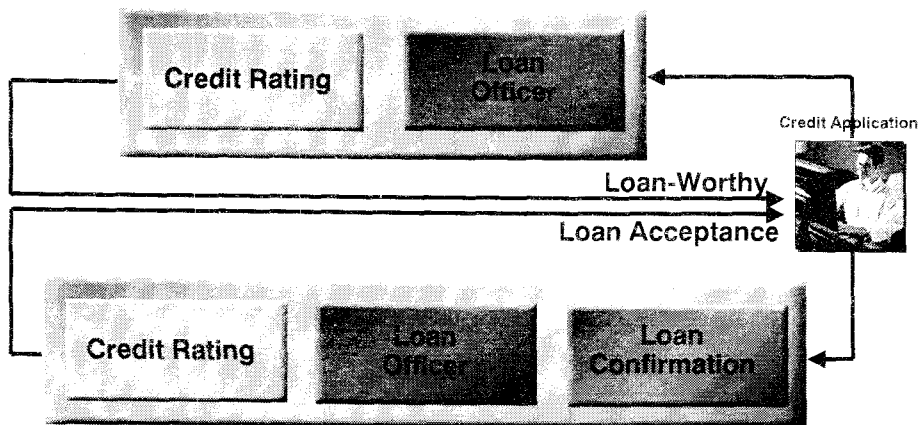 Credit Rating
Loan
Officer
Credit Application
Loan-Worthy
Loan Acceptance
Credit Rating
Loan
Officer
Loan
Confirmation